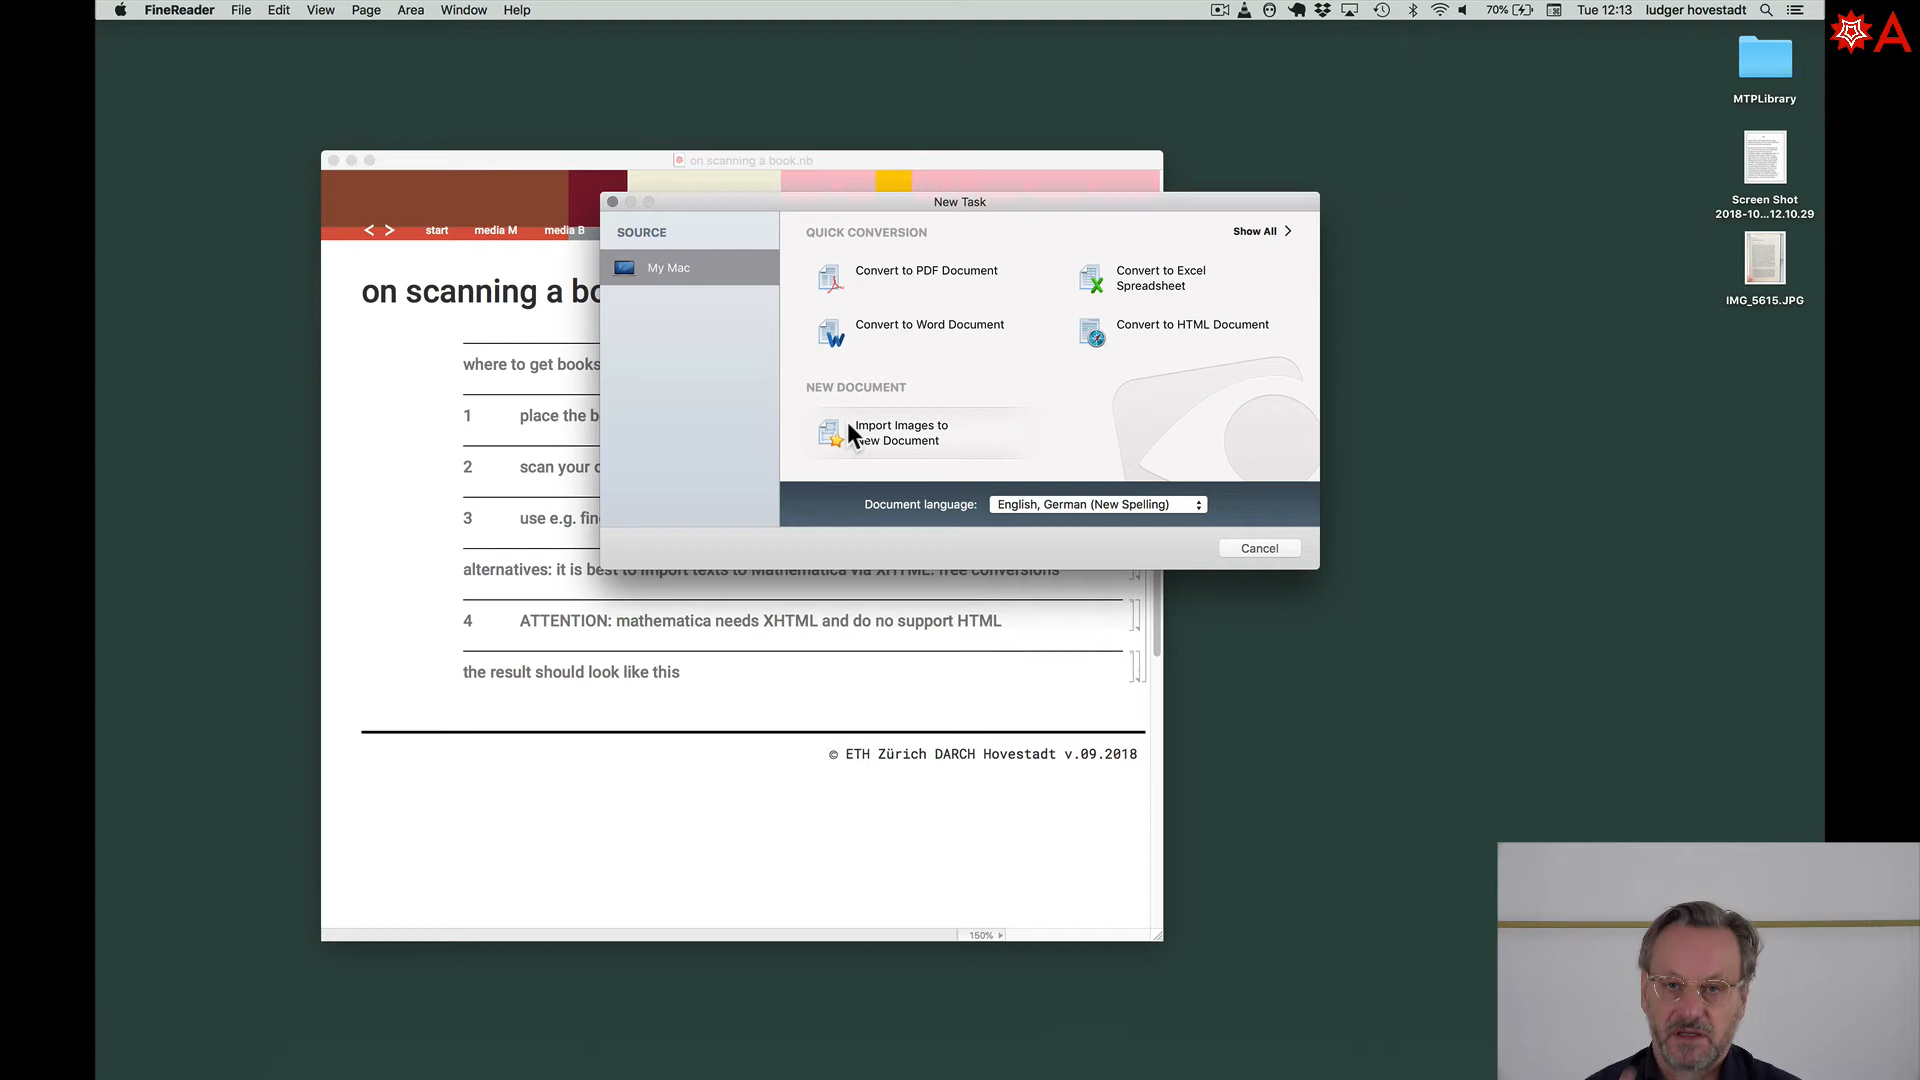 FineReader File Edit View Page Area Window Help
70% Tue 12:13 ludger hovestadt
A
MTPLibrary
Screen Shot
2018-10...12.10.29
IMG_5615.JPG
on scanning a book.nb
< > start media M media B
on scanning a bo
where to get books
1 place the b
2 scan your o
3 use e.g. fin
alternatives: it is best to import texts to Mathematica via XHTML. free conversions
4 ATTENTION: mathematica needs XHTML and do no support HTML
the result should look like this
© ETH Zürich DARCH Hovestadt v.09.2018
150%
New Task
SOURCE
My Mac
QUICK CONVERSION
Show All
Convert to PDF Document
Convert to Excel
Spreadsheet
Convert to Word Document
Convert to HTML Document
NEW DOCUMENT
Import Images to
New Document
Document language: English, German (New Spelling)
Cancel